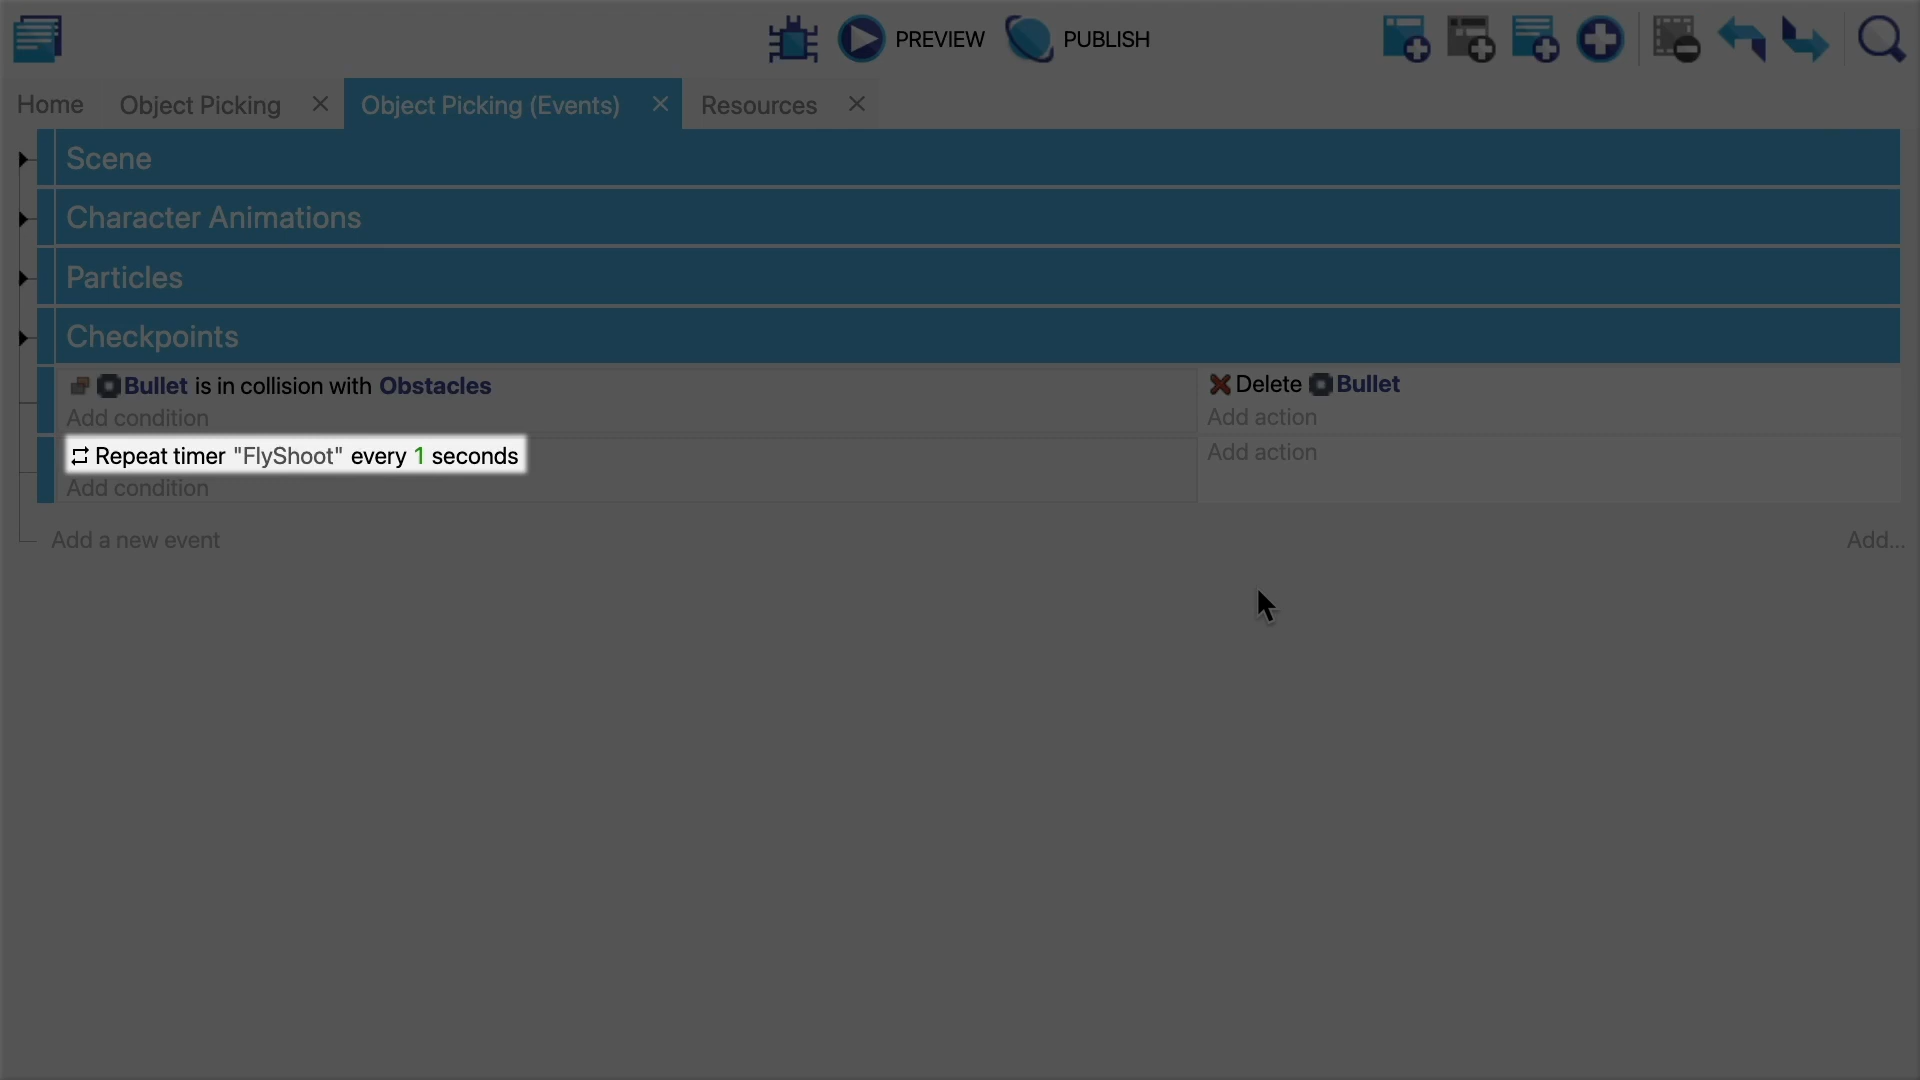 PREVIEW
PUBLISH
Home
Object Picking
Object Picking (Events)
Resources
Scene
Character Animations
Particles
Checkpoints
Bullet is in collision with Obstacles
Delete Bullet
Add condition
Add action
Repeat timer "FlyShoot" every 1 seconds
Add action
Add condition
Add a new event
Add...